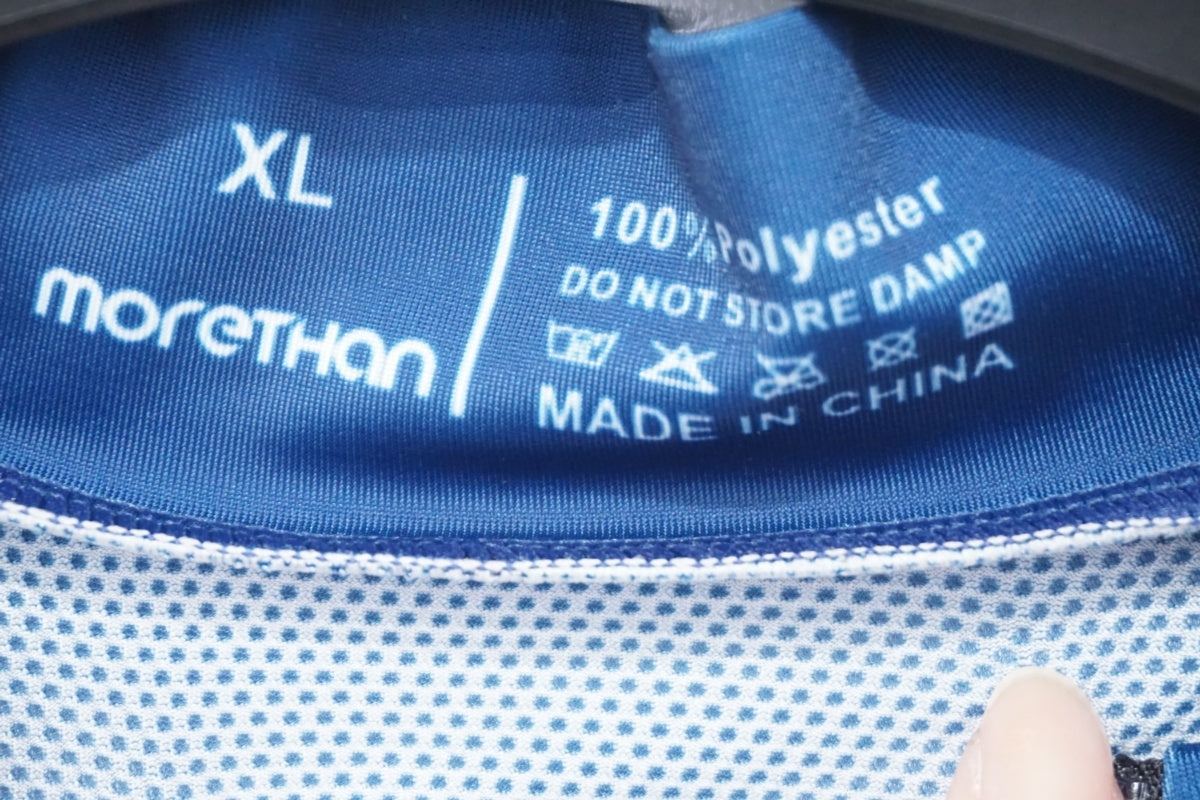 XL
moreTHan
100%Polyester
DO NOT STORE DAMP
MADE IN CHINA